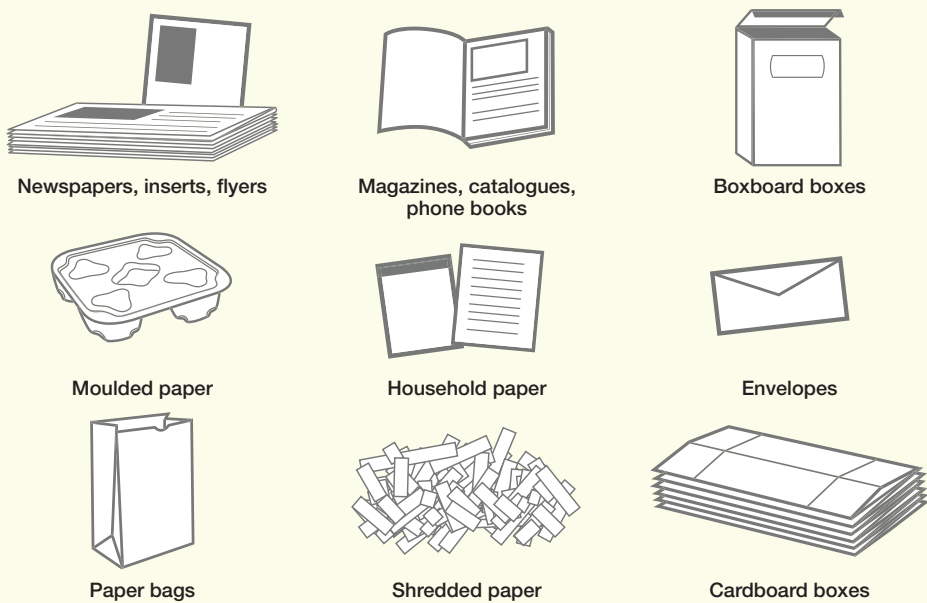 Newspapers, inserts, flyers
Magazines, catalogues,
phone books
Boxboard boxes
Moulded paper
Household paper
Envelopes
Paper bags
Shredded paper
Cardboard boxes